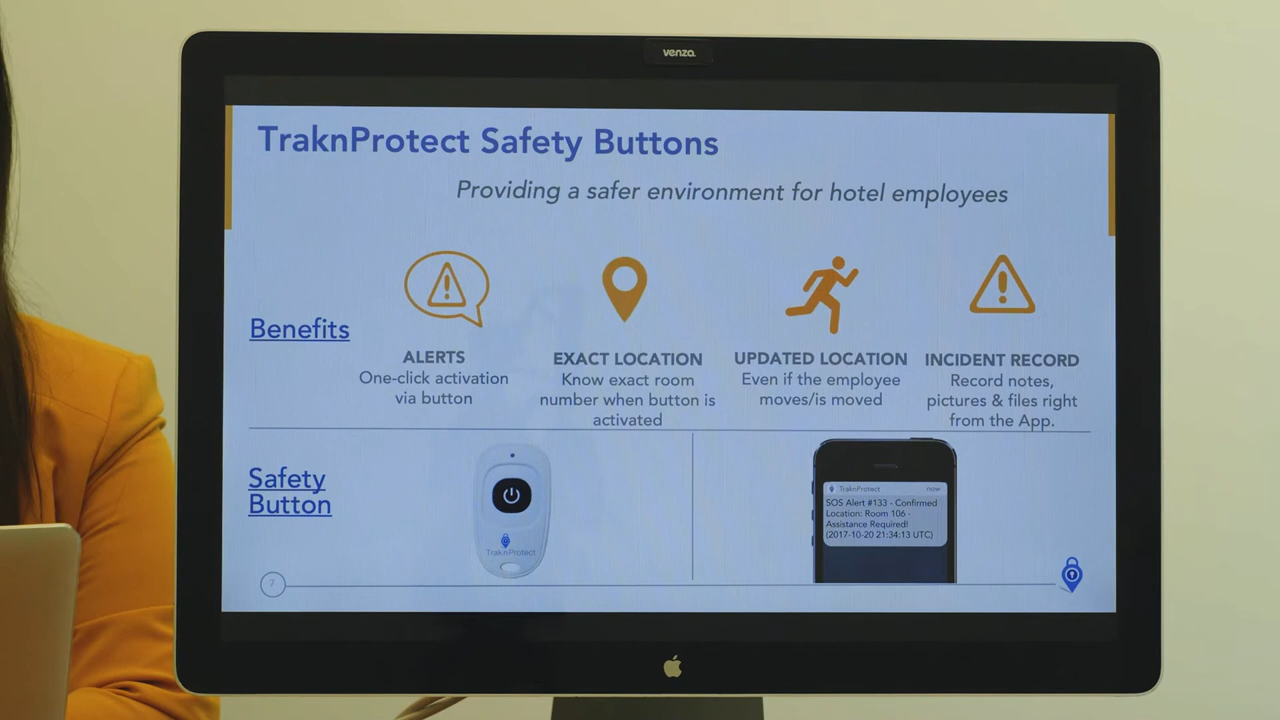 venza.
TraknProtect Safety Buttons
Providing a safer environment for hotel employees
Benefits
ALERTS
One-click activation
via button
EXACT LOCATION
Know exact room
number when button is
activated
UPDATED LOCATION
Even if the employee
moves/is moved
INCIDENT RECORD
Record notes,
pictures & files right
from the App.
Safety
Button
TraknProtect
TraknProtect now
SOS Alert #133 - Confirmed
Location: Room 106 -
Assistance Required!
(2017-10-20 21:34:13 UTC)
7